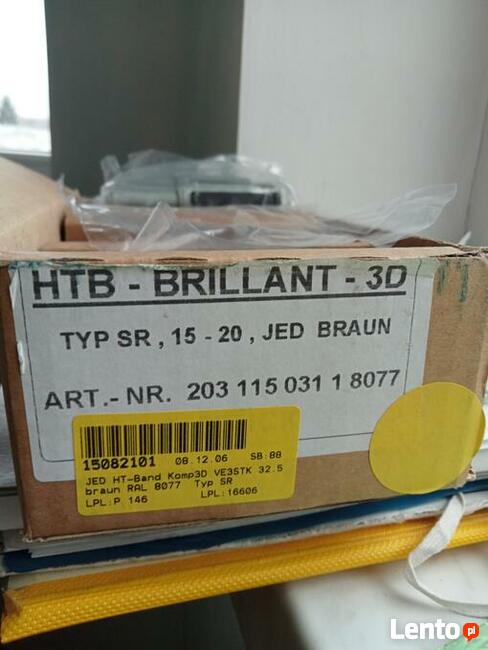 HTB - BRILLANT - 3D
TYP SR , 15 - 20 , JED BRAUN
ART.- NR. 203 115 031 1 8077
15082101 08.12.06 SB:88
JED HT-Band Komp3D VE3STK 32.5
braun RAL 8077 Typ SR
LPL:P 146 LPL:16606
Lento.pl